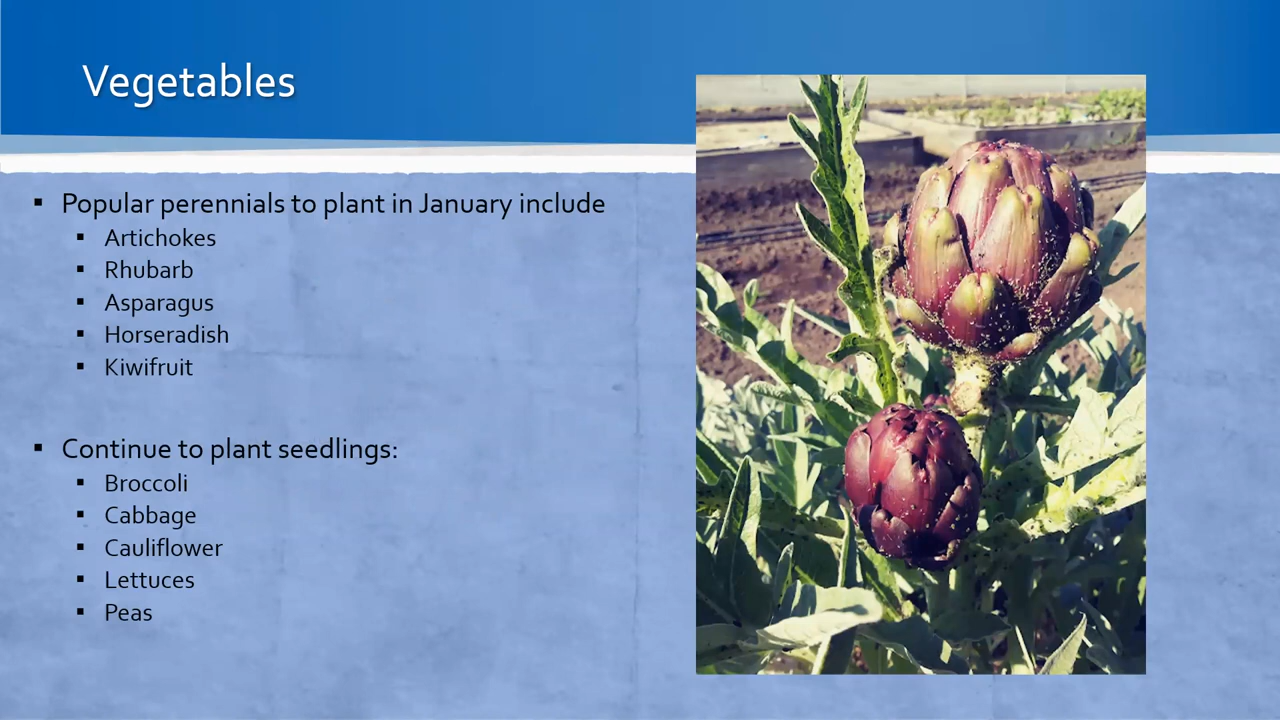 Vegetables
▪ Popular perennials to plant in January include
▪ Artichokes
▪ Rhubarb
▪ Asparagus
▪ Horseradish
▪ Kiwifruit
▪ Continue to plant seedlings:
▪ Broccoli
▪ Cabbage
▪ Cauliflower
▪ Lettuces
▪ Peas